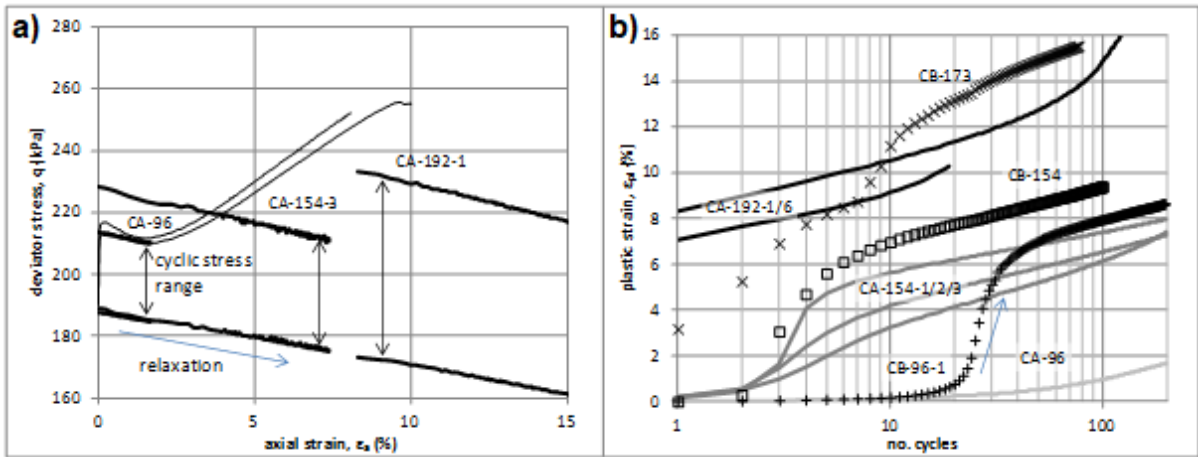 a)
280
260
240
220
200
180
160
deviator stress, q (kPa)
CA-192-1
CA-96
CA-154-3
cyclic stress
range
relaxation
0
5
10
15
axial strain, εa (%)
b)
16
14
12
10
8
6
4
2
0
plastic strain, εpl (%)
CB-173
CB-154
CA-192-1/6
CA-154-1/2/3
CB-96-1
CA-96
1
10
100
no. cycles